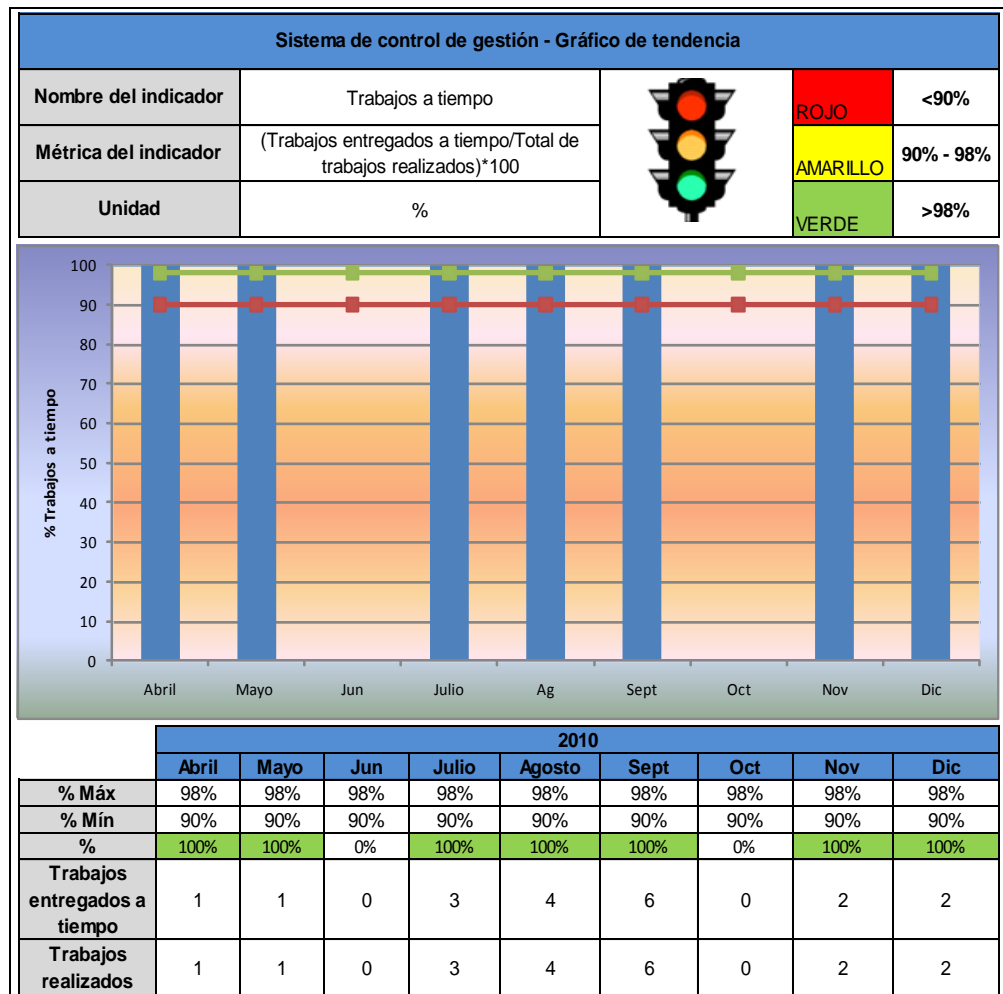 Sistema de control de gestión - Gráfico de tendencia
Nombre del indicador
Trabajos a tiempo
ROJO
<90%
Métrica del indicador
(Trabajos entregados a tiempo/Total de
trabajos realizados)*100
AMARILLO
90% - 98%
Unidad
%
VERDE
>98%
% Trabajos a tiempo
100
90
80
70
60
50
40
30
20
10
0
Abril Mayo Jun Julio Ag Sept Oct Nov Dic
2010
Abril Mayo Jun Julio Agosto Sept Oct Nov Dic
% Máx 98% 98% 98% 98% 98% 98% 98% 98% 98%
% Mín 90% 90% 90% 90% 90% 90% 90% 90% 90%
% 100% 100% 0% 100% 100% 100% 0% 100% 100%
Trabajos
entregados a
tiempo
1 1 0 3 4 6 0 2 2
Trabajos
realizados
1 1 0 3 4 6 0 2 2